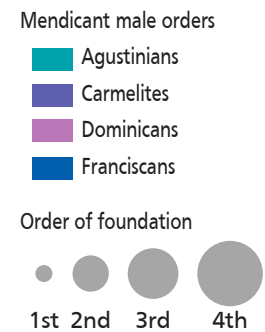 Mendicant male orders
Agustinians
Carmelites
Dominicans
Franciscans
Order of foundation
1st 2nd 3rd 4th